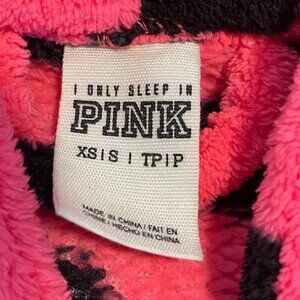 I ONLY SLEEP IN
PINK
XS|S | TP|P
MADE IN CHINA / FAIT EN
CHINE / HECHO EN CHINA